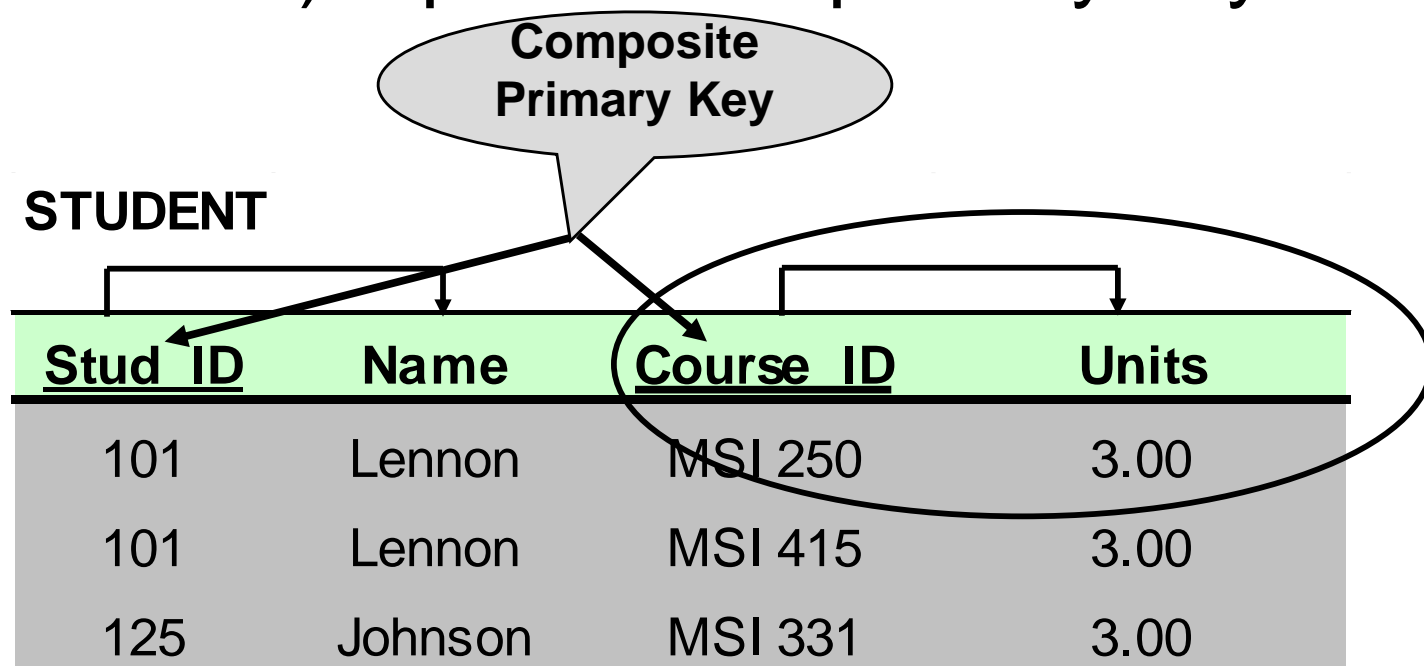 Composite
Primary Key
STUDENT
Stud_ID Name Course_ID Units
101 Lennon MSI 250 3.00
101 Lennon MSI 415 3.00
125 Johnson MSI 331 3.00